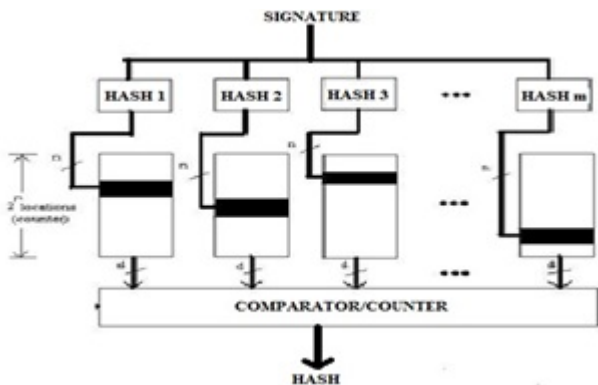 SIGNATURE
HASH 1 HASH 2 HASH 3 ... HASH m
n n n
locations
(counter)
d d d d
COMPARATOR/COUNTER
HASH